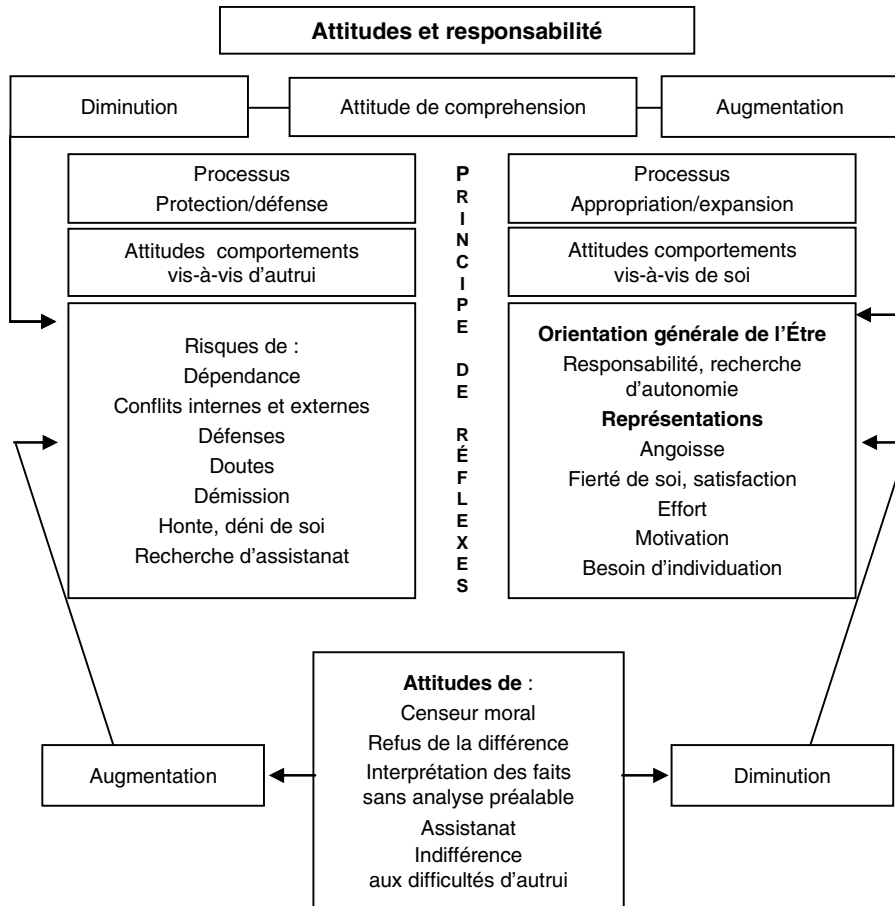 Attitudes et responsabilité
Diminution
Attitude de comprehension
Augmentation
Processus
Protection/défense
Attitudes comportements
vis-à-vis d'autrui
Risques de :
Dépendance
Conflits internes et externes
Défenses
Doutes
Démission
Honte, déni de soi
Recherche d'assistanat
PRINCIPE DE RÉFLEXES
Processus
Appropriation/expansion
Attitudes comportements
vis-à-vis de soi
Orientation générale de l'Étre
Responsabilité, recherche
d'autonomie
Représentations
Angoisse
Fierté de soi, satisfaction
Effort
Motivation
Besoin d'individuation
Augmentation
Attitudes de :
Censeur moral
Refus de la différence
Interprétation des faits
sans analyse préalable
Assistanat
Indifférence
aux difficultés d'autrui
Diminution